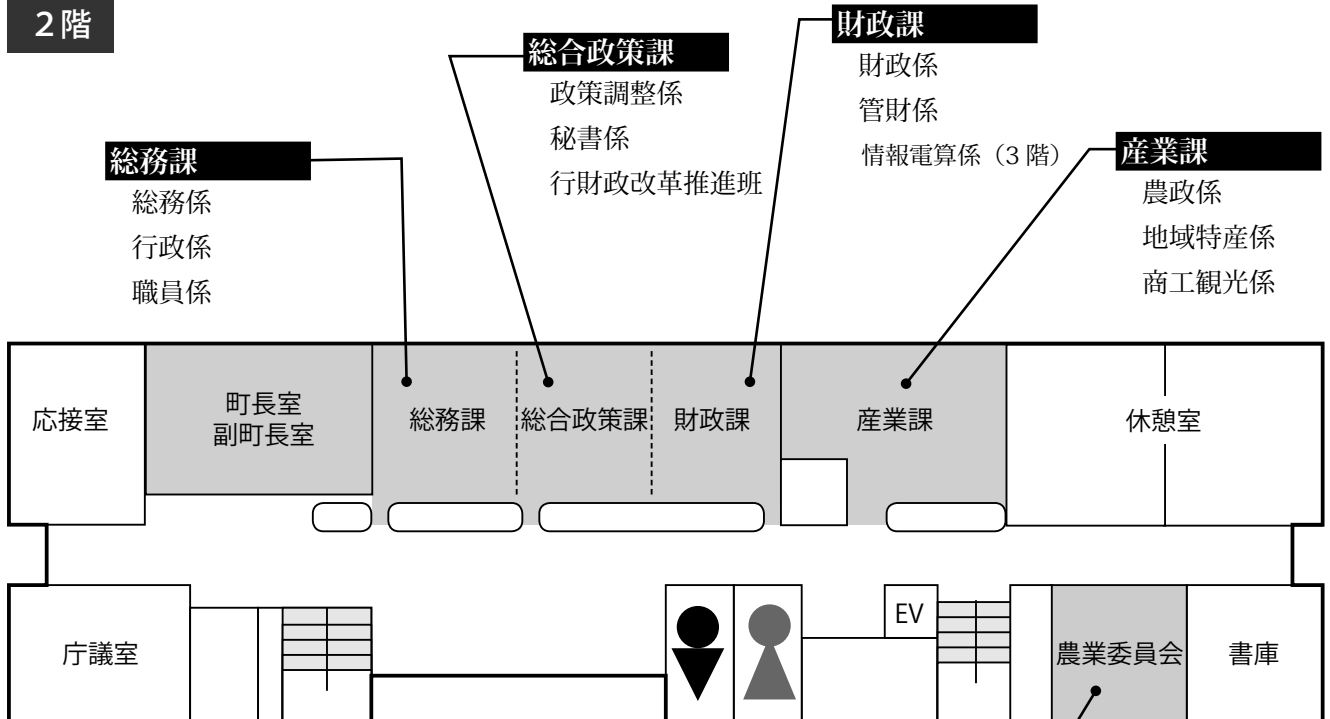 2階
総務課
総務係
行政係
職員係
総合政策課
政策調整係
秘書係
行財政改革推進班
財政課
財政係
管財係
情報電算係（3 階）
産業課
農政係
地域特産係
商工観光係
応接室
町長室
副町長室
総務課
総合政策課
財政課
産業課
休憩室
庁議室
EV
農業委員会
書庫